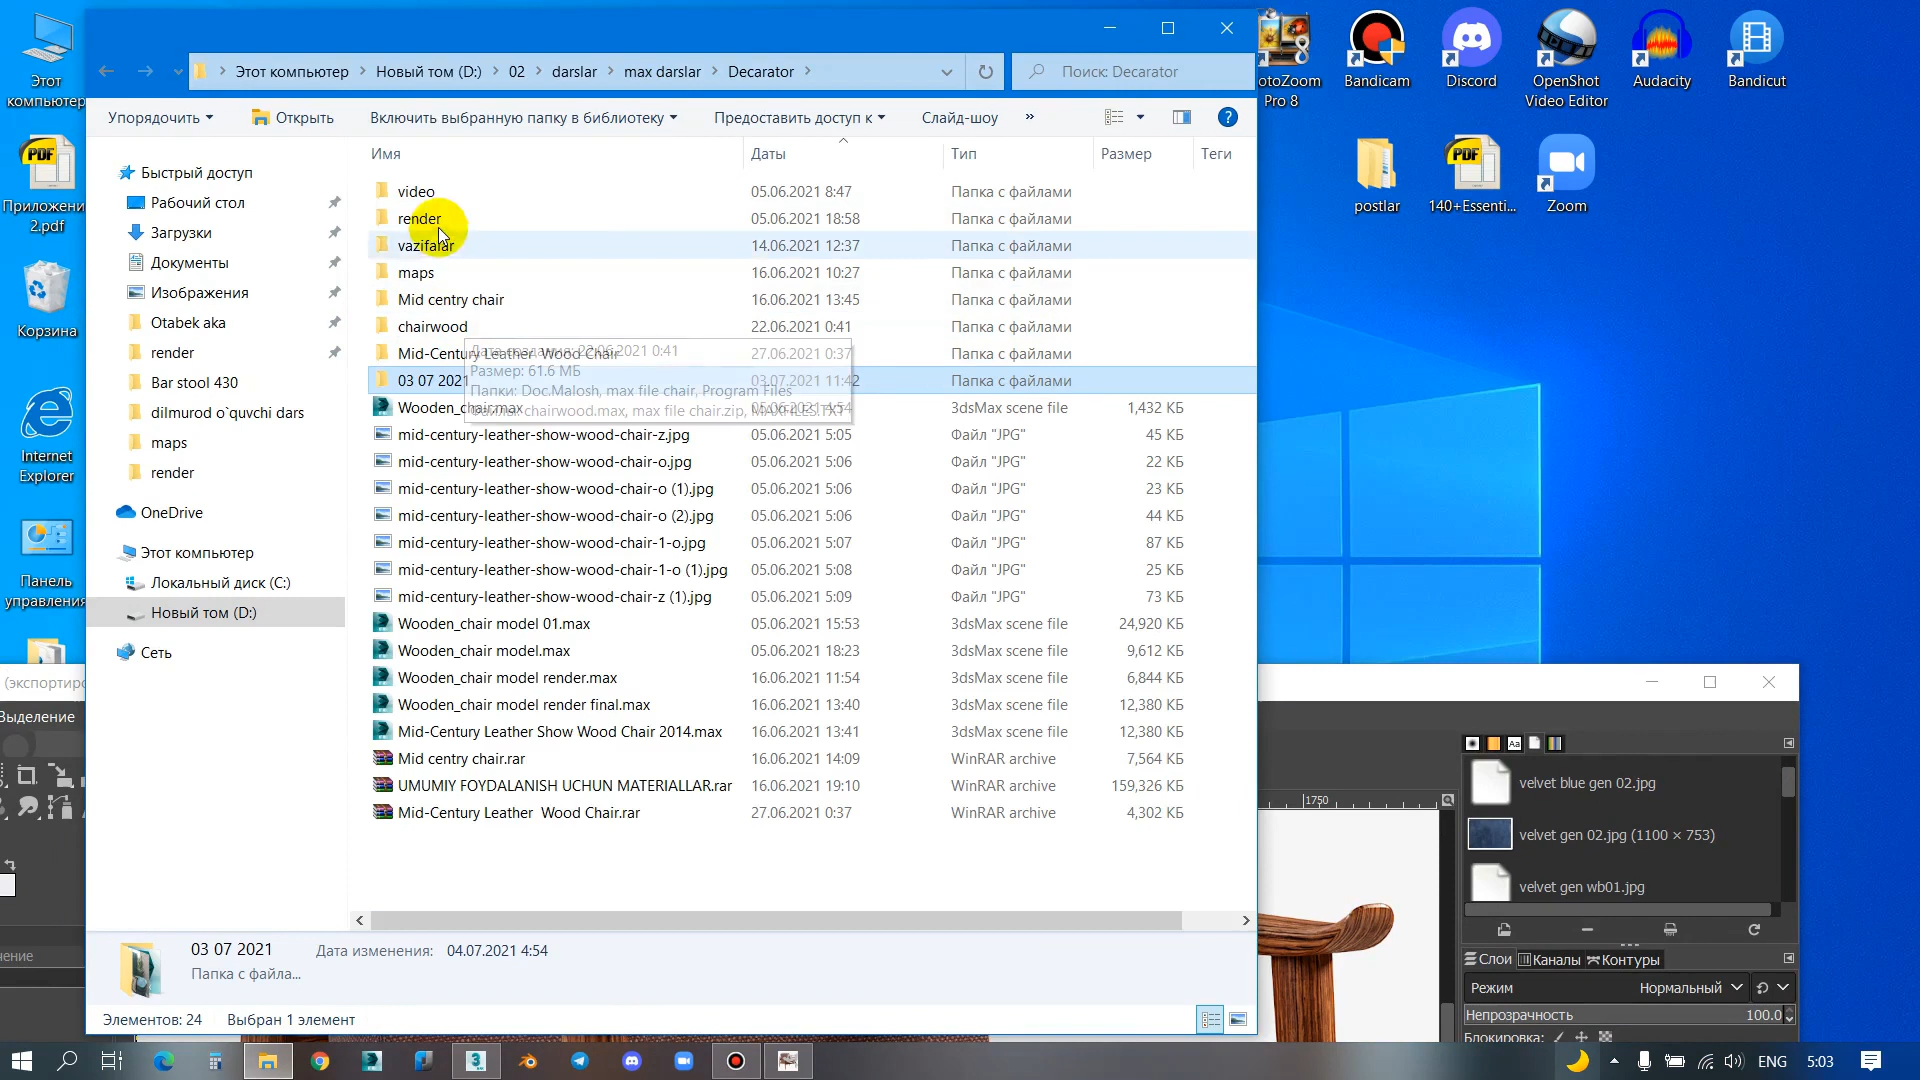 Этот компьютер
Новый том (D:)
02
darslar
max darslar
Decarator
Поиск: Decarator
Упорядочить
Открыть
Включить выбранную папку в библиотеку
Предоставить доступ к
Слайд-шоу
»
Имя
Даты
Тип
Размер
Теги
Быстрый доступ
Рабочий стол
Загрузки
Документы
Изображения
Otabek aka
render
Bar stool 430
dilmurod o`quvchi dars
maps
render
OneDrive
Этот компьютер
Локальный диск (C:)
Новый том (D:)
Сеть
video 05.06.2021 8:47 Папка с файлами
render 05.06.2021 18:58 Папка с файлами
vazifalar 14.06.2021 12:37 Папка с файлами
maps 16.06.2021 10:27 Папка с файлами
Mid centry chair 16.06.2021 13:45 Папка с файлами
chairwood 22.06.2021 0:41 Папка с файлами
Mid-Century Leather Wood Chair 27.06.2021 0:37 Папка с файлами
03 07 2021 03.07.2021 11:42 Папка с файлами
Wooden_chair.max 05.06.2021 4:54 3dsMax scene file 1,432 КБ
mid-century-leather-show-wood-chair-z.jpg 05.06.2021 5:05 Файл "JPG" 45 КБ
mid-century-leather-show-wood-chair-o.jpg 05.06.2021 5:06 Файл "JPG" 22 КБ
mid-century-leather-show-wood-chair-o (1).jpg 05.06.2021 5:06 Файл "JPG" 23 КБ
mid-century-leather-show-wood-chair-o (2).jpg 05.06.2021 5:06 Файл "JPG" 44 КБ
mid-century-leather-show-wood-chair-1-o.jpg 05.06.2021 5:07 Файл "JPG" 87 КБ
mid-century-leather-show-wood-chair-1-o (1).jpg 05.06.2021 5:08 Файл "JPG" 25 КБ
mid-century-leather-show-wood-chair-z (1).jpg 05.06.2021 5:09 Файл "JPG" 73 КБ
Wooden_chair model 01.max 05.06.2021 15:53 3dsMax scene file 24,920 КБ
Wooden_chair model.max 05.06.2021 18:23 3dsMax scene file 9,612 КБ
Wooden_chair model render.max 16.06.2021 11:54 3dsMax scene file 6,844 КБ
Wooden_chair model render final.max 16.06.2021 13:40 3dsMax scene file 12,380 КБ
Mid-Century Leather Show Wood Chair 2014.max 16.06.2021 13:41 3dsMax scene file 12,380 КБ
Mid centry chair.rar 16.06.2021 14:09 WinRAR archive 7,564 КБ
UMUMIY FOYDALANISH UCHUN MATERIALLAR.rar 16.06.2021 19:10 WinRAR archive 159,326 КБ
Mid-Century Leather Wood Chair.rar 27.06.2021 0:37 WinRAR archive 4,302 КБ
Дата создания: 22.06.2021 0:41
Размер: 61.6 МБ
Папки: Doc.Malosh, max file chair, Program Files
chairwood.max, max file chair.zip, MAXFILES.TXT
03 07 2021
Папка с файла...
Дата изменения: 04.07.2021 4:54
Элементов: 24
Выбран 1 элемент
Этот
компьютер
PDF
Приложени
2.pdf
Корзина
Internet
Explorer
Панель
управления
otoZoom
Pro 8
Bandicam
Discord
OpenShot
Video Editor
Audacity
Bandicut
postlar
PDF
140+Essenti...
Zoom
(экспортиро
Выделение
чение
1750
Aa
velvet blue gen 02.jpg
velvet gen 02.jpg (1100 × 753)
velvet gen wb01.jpg
Слои
Каналы
Контуры
Режим
Нормальный
Непрозрачность
100.0
Блокировка:
ENG
5:03